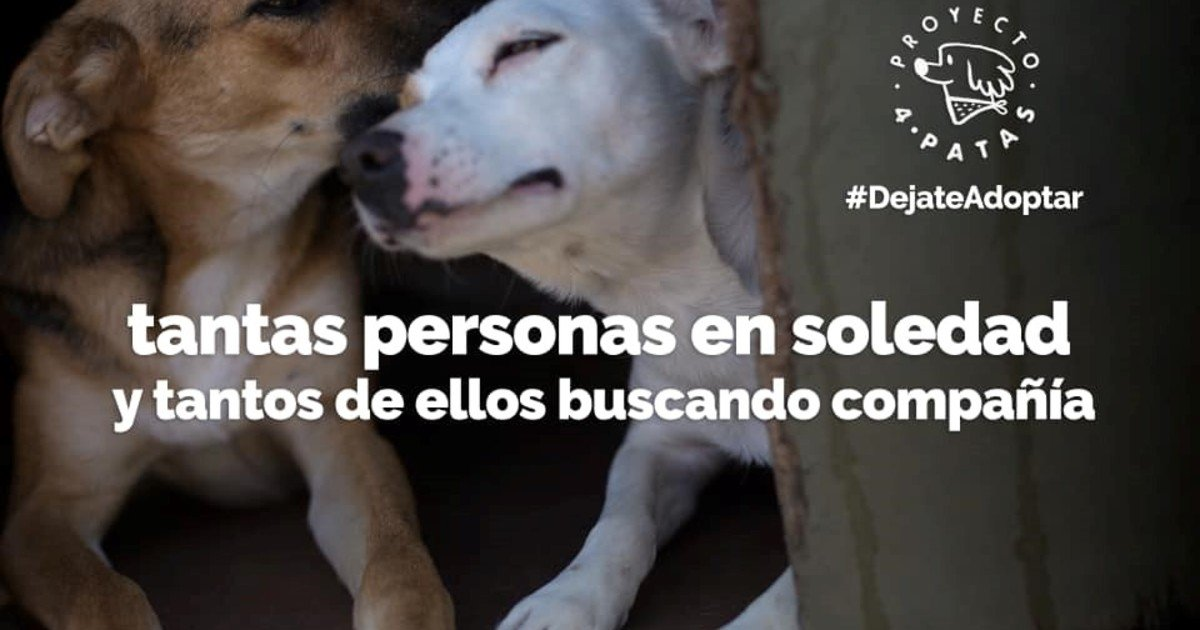 PROYECTO
4 PATAS
#DejateAdoptar
tantas personas en soledad
y tantos de ellos buscando compañía